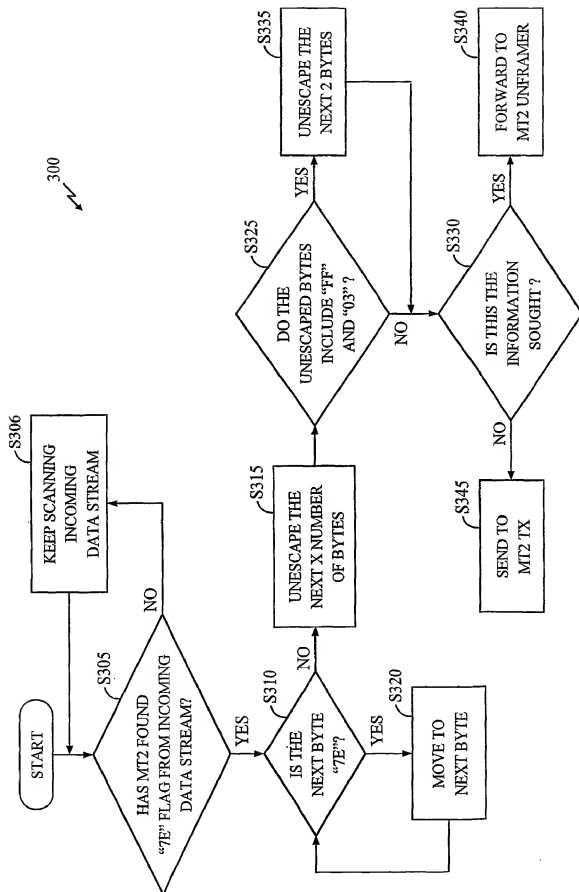 300
START
S306
KEEP SCANNING
INCOMING
DATA STREAM
S305
HAS MT2 FOUND
“7E” FLAG FROM INCOMING
DATA STREAM?
NO
YES
S310
IS THE
NEXT BYTE
“7E”?
NO
YES
S320
MOVE TO
NEXT BYTE
S315
UNESCAPE THE
NEXT X NUMBER
OF BYTES
S325
DO THE
UNESCAPED BYTES
INCLUDE “FF”
AND “03” ?
YES
NO
S335
UNESCAPE THE
NEXT 2 BYTES
S330
IS THIS THE
INFORMATION
SOUGHT ?
YES
NO
S340
FORWARD TO
MT2 UNFRAMER
S345
SEND TO
MT2 TX